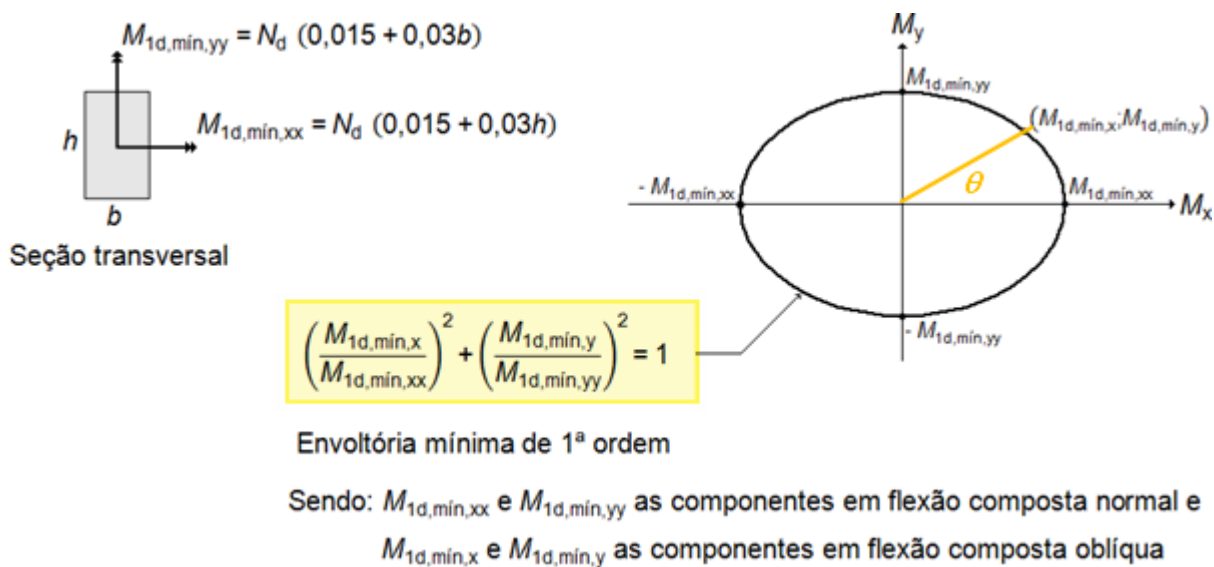 M1d,mín,yy = Nd (0,015 + 0,03b)
h
M1d,mín,xx = Nd (0,015 + 0,03h)
b
Seção transversal
My
M1d,mín,yy
(M1d,mín,x;M1d,mín,y)
θ
- M1d,mín,xx
M1d,mín,xx
Mx
- M1d,mín,yy
(M1d,mín,x / M1d,mín,xx)² + (M1d,mín,y / M1d,mín,yy)² = 1
Envoltória mínima de 1ª ordem
Sendo: M1d,mín,xx e M1d,mín,yy as componentes em flexão composta normal e
M1d,mín,x e M1d,mín,y as componentes em flexão composta oblíqua